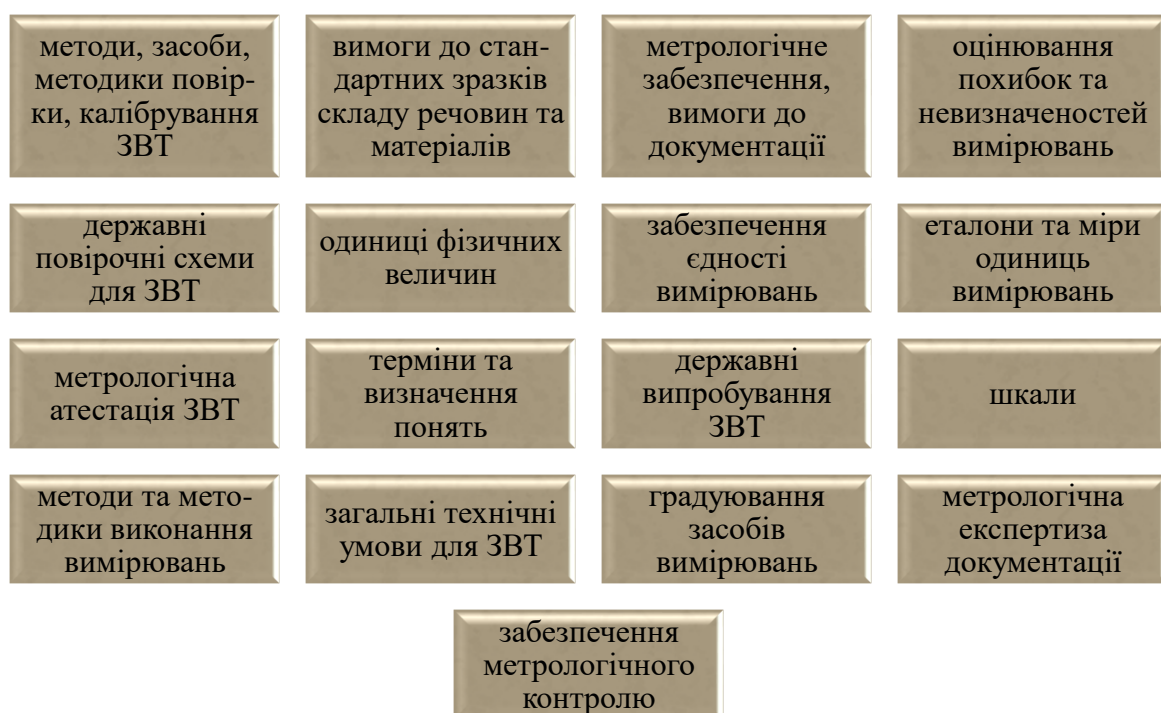 методи, засоби,
методики повір-
ки, калібрування
ЗВТ
вимоги до стан-
дартних зразків
складу речовин та
матеріалів
метрологічне
забезпечення,
вимоги до
документації
оцінювання
похибок та
невизначеностей
вимірювань
державні
повірочні схеми
для ЗВТ
одиниці фізичних
величин
забезпечення
єдності
вимірювань
еталони та міри
одиниць
вимірювань
метрологічна
атестація ЗВТ
терміни та
визначення
понять
державні
випробування
ЗВТ
шкали
методи та мето-
дики виконання
вимірювань
загальні технічні
умови для ЗВТ
градуювання
засобів
вимірювань
метрологічна
експертиза
документації
забезпечення
метрологічного
контролю